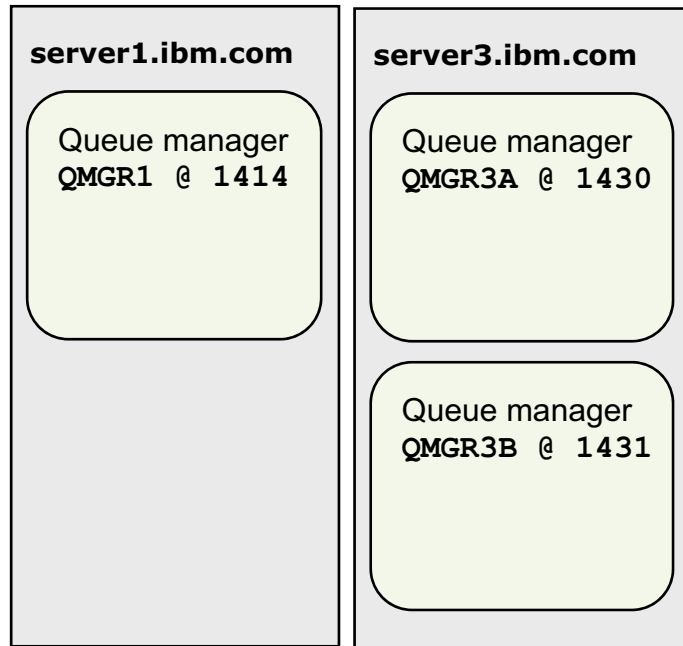 server1.ibm.com
Queue manager
QMGR1 @ 1414
server3.ibm.com
Queue manager
QMGR3A @ 1430
Queue manager
QMGR3B @ 1431